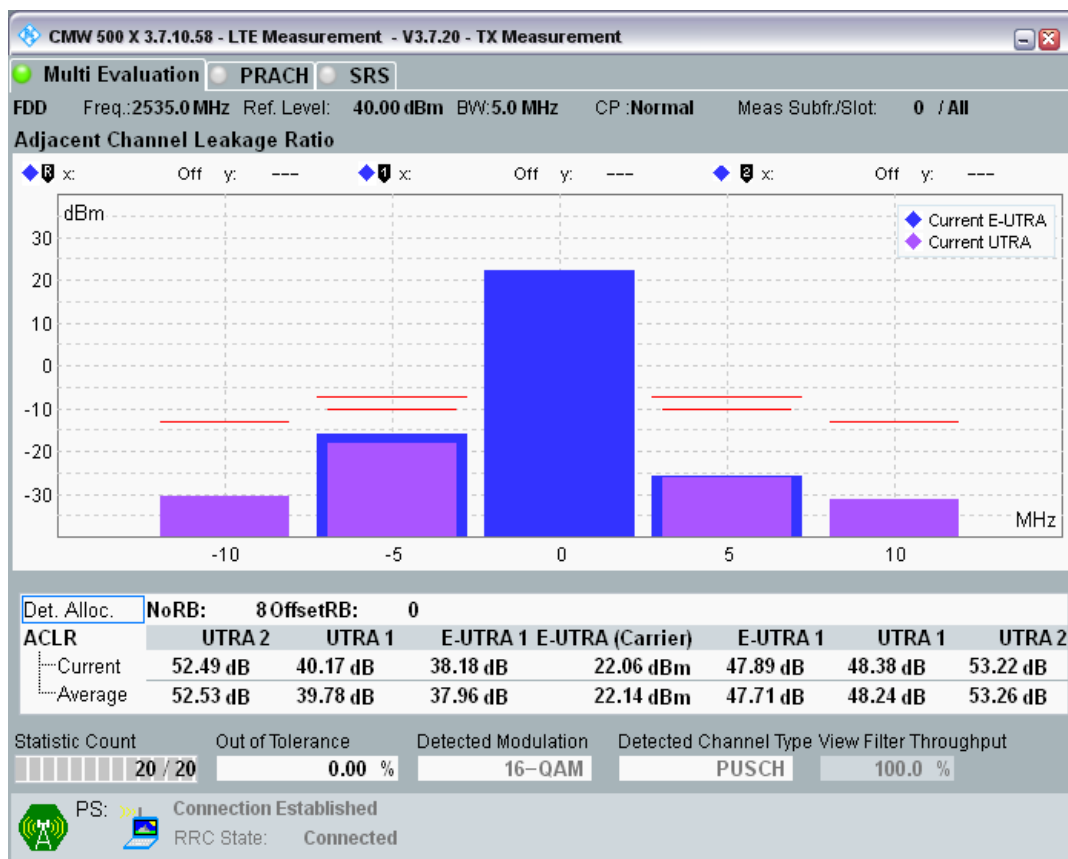 CMW 500 X 3.7.10.58 - LTE Measurement - V3.7.20 - TX Measurement
Multi Evaluation PRACH SRS
FDD Freq.:2535.0 MHz Ref. Level: 40.00 dBm BW:5.0 MHz CP :Normal Meas Subfr./Slot: 0 / All
Adjacent Channel Leakage Ratio
R x: Off y: --- 1 x: Off y: --- 2 x: Off y: ---
dBm
Current E-UTRA
Current UTRA
30
20
10
0
-10
-20
-30
MHz
-10 -5 0 5 10
Det. Alloc. NoRB: 8 OffsetRB: 0
ACLR UTRA 2 UTRA 1 E-UTRA 1 E-UTRA (Carrier) E-UTRA 1 UTRA 1 UTRA 2
Current 52.49 dB 40.17 dB 38.18 dB 22.06 dBm 47.89 dB 48.38 dB 53.22 dB
Average 52.53 dB 39.78 dB 37.96 dB 22.14 dBm 47.71 dB 48.24 dB 53.26 dB
Statistic Count Out of Tolerance Detected Modulation Detected Channel Type View Filter Throughput
20 / 20 0.00 % 16-QAM PUSCH 100.0 %
PS: Connection Established
RRC State: Connected